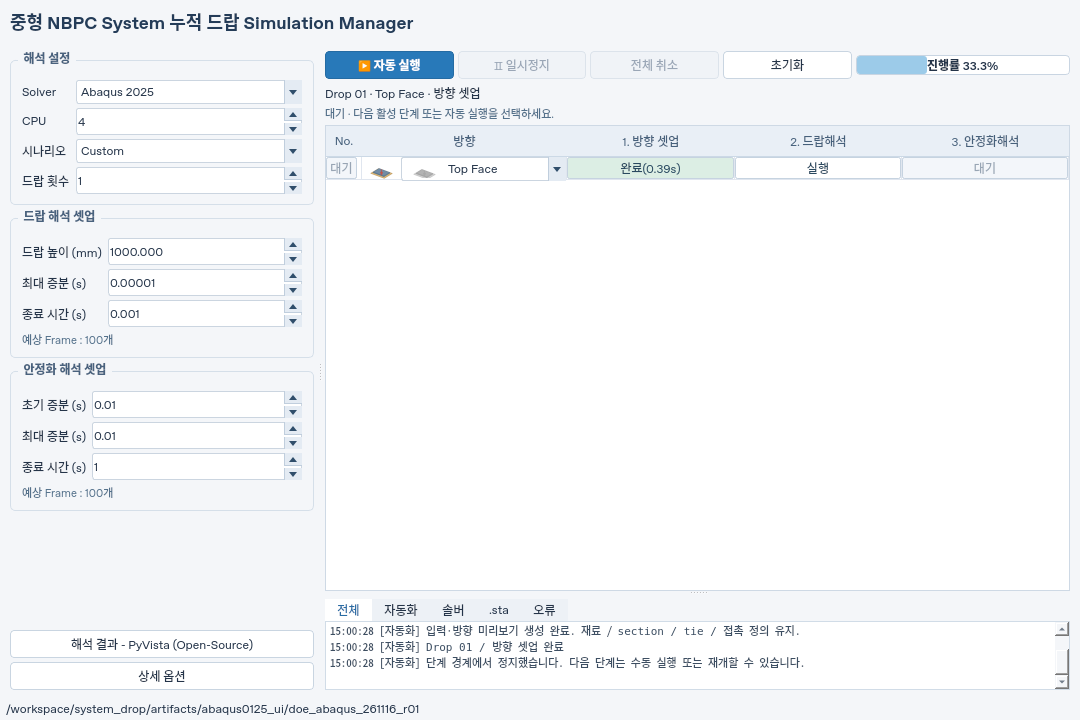 중형 NBPC System 누적 드랍 Simulation Manager
해석 설정
Solver Abaqus 2025
CPU 4
시나리오 Custom
드랍 횟수 1
드랍 해석 셋업
드랍 높이 (mm) 1000.000
최대 증분 (s) 0.00001
종료 시간 (s) 0.001
예상 Frame : 100개
안정화 해석 셋업
초기 증분 (s) 0.01
최대 증분 (s) 0.01
종료 시간 (s) 1
예상 Frame : 100개
해석 결과 - PyVista (Open-Source)
상세 옵션
자동 실행 일시정지 전체 취소 초기화 진행률 33.3%
Drop 01 · Top Face · 방향 셋업
대기 · 다음 활성 단계 또는 자동 실행을 선택하세요.
No. 방향 1. 방향 셋업 2. 드랍해석 3. 안정화해석
대기 Top Face 완료(0.39s) 실행 대기
전체 자동화 솔버 .sta 오류
15:00:28 [자동화] 입력·방향 미리보기 생성 완료. 재료 / section / tie / 접촉 정의 유지.
15:00:28 [자동화] Drop 01 / 방향 셋업 완료
15:00:28 [자동화] 단계 경계에서 정지했습니다. 다음 단계는 수동 실행 또는 재개할 수 있습니다.
/workspace/system_drop/artifacts/abaqus0125_ui/doe_abaqus_261116_r01